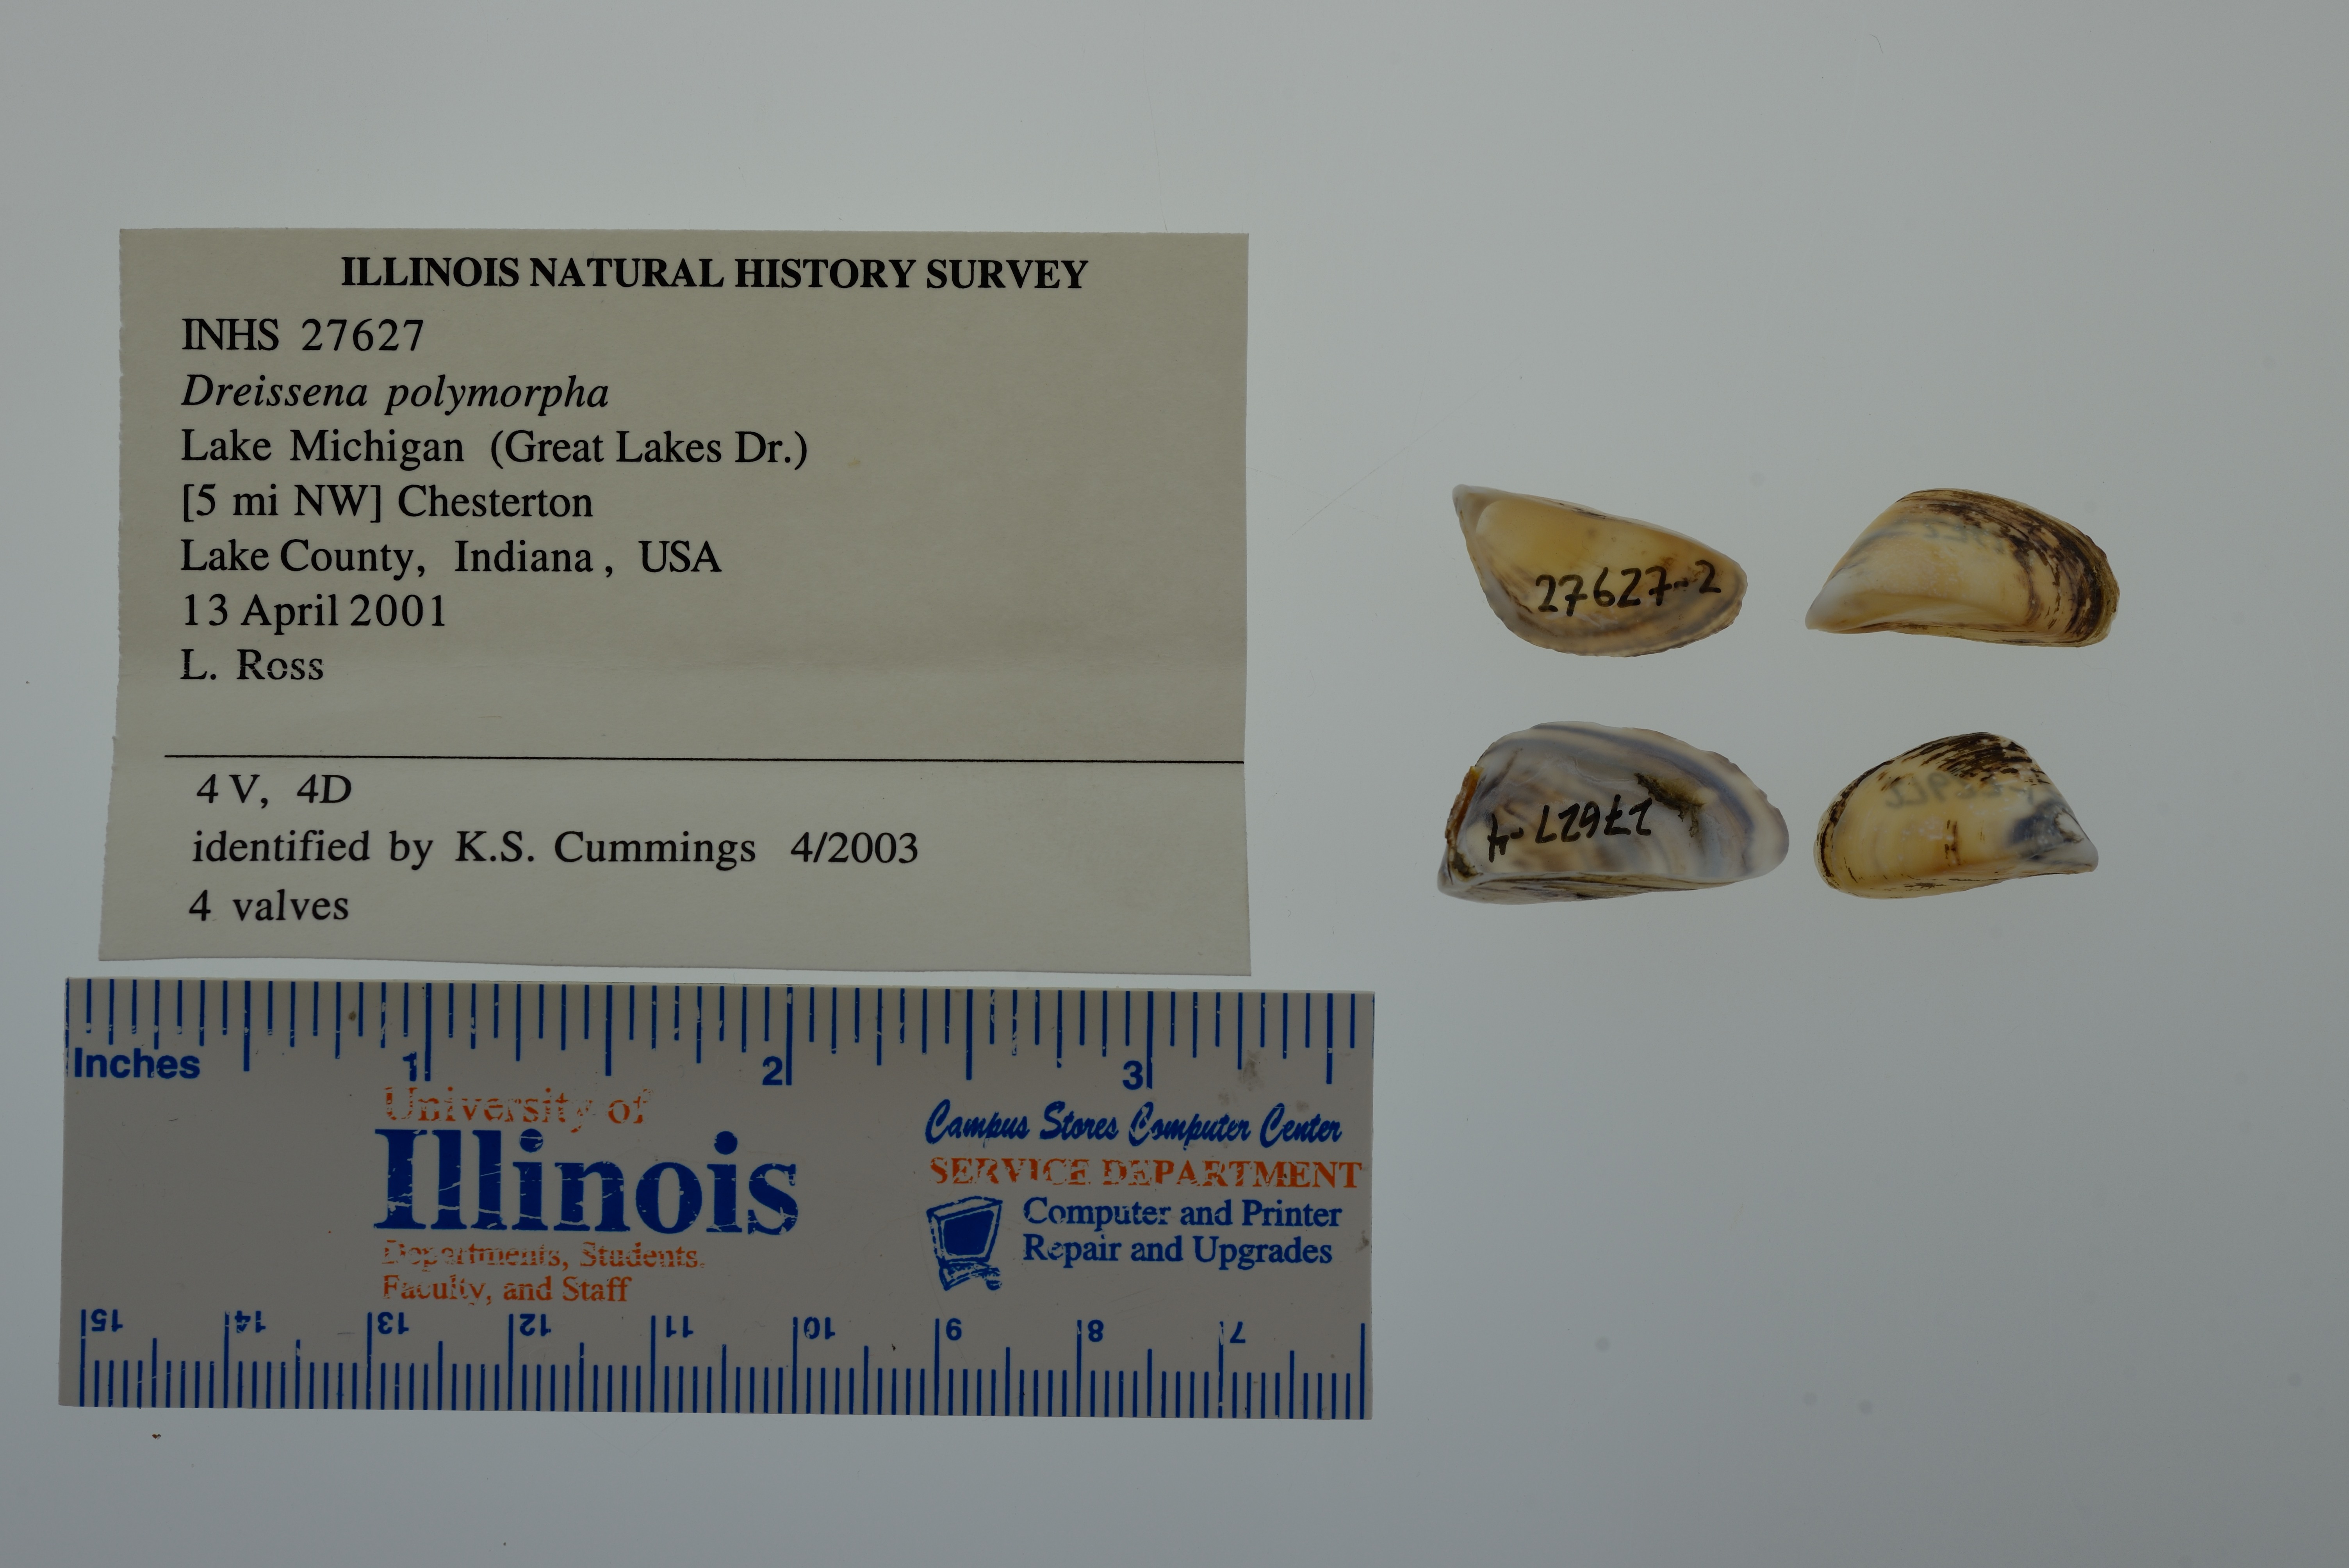 ILLINOIS NATURAL HISTORY SURVEY
INHS 27627
Dreissena polymorpha
Lake Michigan (Great Lakes Dr.)
[5 mi NW] Chesterton
Lake County, Indiana, USA
13 April 2001
L. Ross
4 V, 4D
identified by K.S. Cummings 4/2003
4 valves
27627-2
27627-4
Inches
1 2 3
University of
Illinois
Departments, Students,
Faculty, and Staff
Campus Stores Computer Center
SERVICE DEPARTMENT
Computer and Printer
Repair and Upgrades
15 14 13 12 11 10 9 8 7